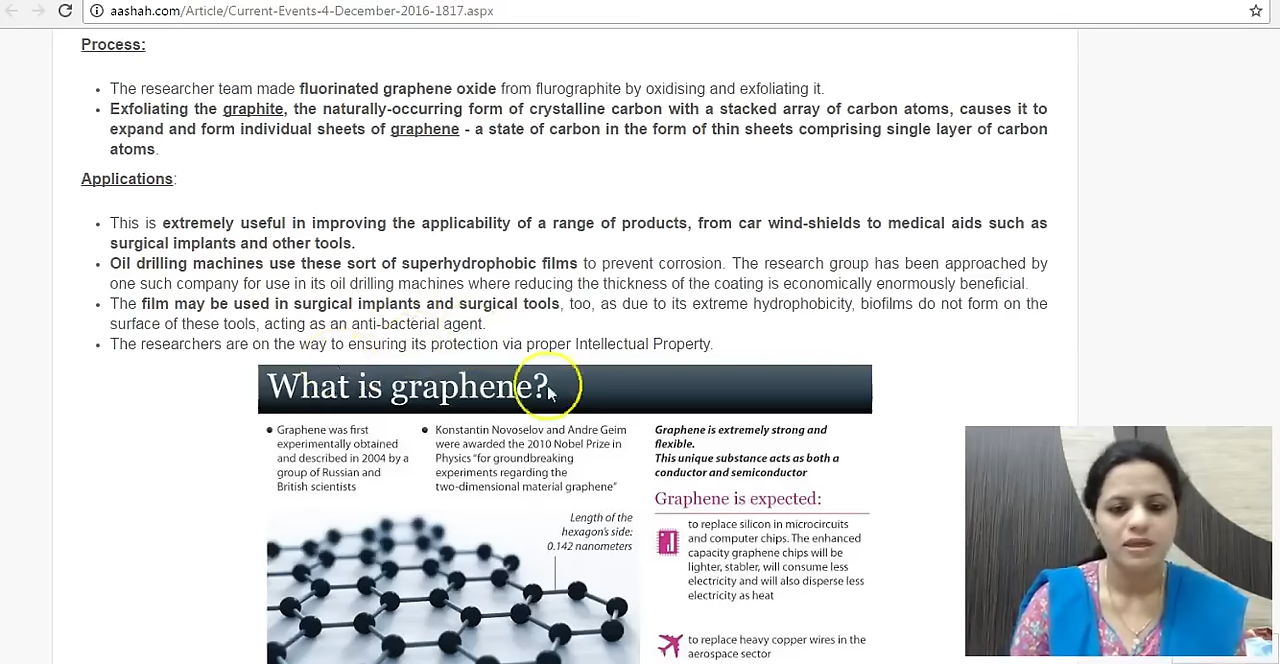 aashah.com/Article/Current-Events-4-December-2016-1817.aspx
Process:
The researcher team made fluorinated graphene oxide from flurographite by oxidising and exfoliating it.
Exfoliating the graphite, the naturally-occurring form of crystalline carbon with a stacked array of carbon atoms, causes it to
expand and form individual sheets of graphene - a state of carbon in the form of thin sheets comprising single layer of carbon
atoms.
Applications:
This is extremely useful in improving the applicability of a range of products, from car wind-shields to medical aids such as
surgical implants and other tools.
Oil drilling machines use these sort of superhydrophobic films to prevent corrosion. The research group has been approached by
one such company for use in its oil drilling machines where reducing the thickness of the coating is economically enormously beneficial.
The film may be used in surgical implants and surgical tools, too, as due to its extreme hydrophobicity, biofilms do not form on the
surface of these tools, acting as an anti-bacterial agent.
The researchers are on the way to ensuring its protection via proper Intellectual Property.
What is graphene?
Graphene was first
experimentally obtained
and described in 2004 by a
group of Russian and
British scientists
Konstantin Novoselov and Andre Geim
were awarded the 2010 Nobel Prize in
Physics "for groundbreaking
experiments regarding the
two-dimensional material graphene"
Length of the
hexagon's side:
0.142 nanometers
Graphene is extremely strong and
flexible.
This unique substance acts as both a
conductor and semiconductor
Graphene is expected:
to replace silicon in microcircuits
and computer chips. The enhanced
capacity graphene chips will be
lighter, stabler, will consume less
electricity and will also disperse less
electricity as heat
to replace heavy copper wires in the
aerospace sector